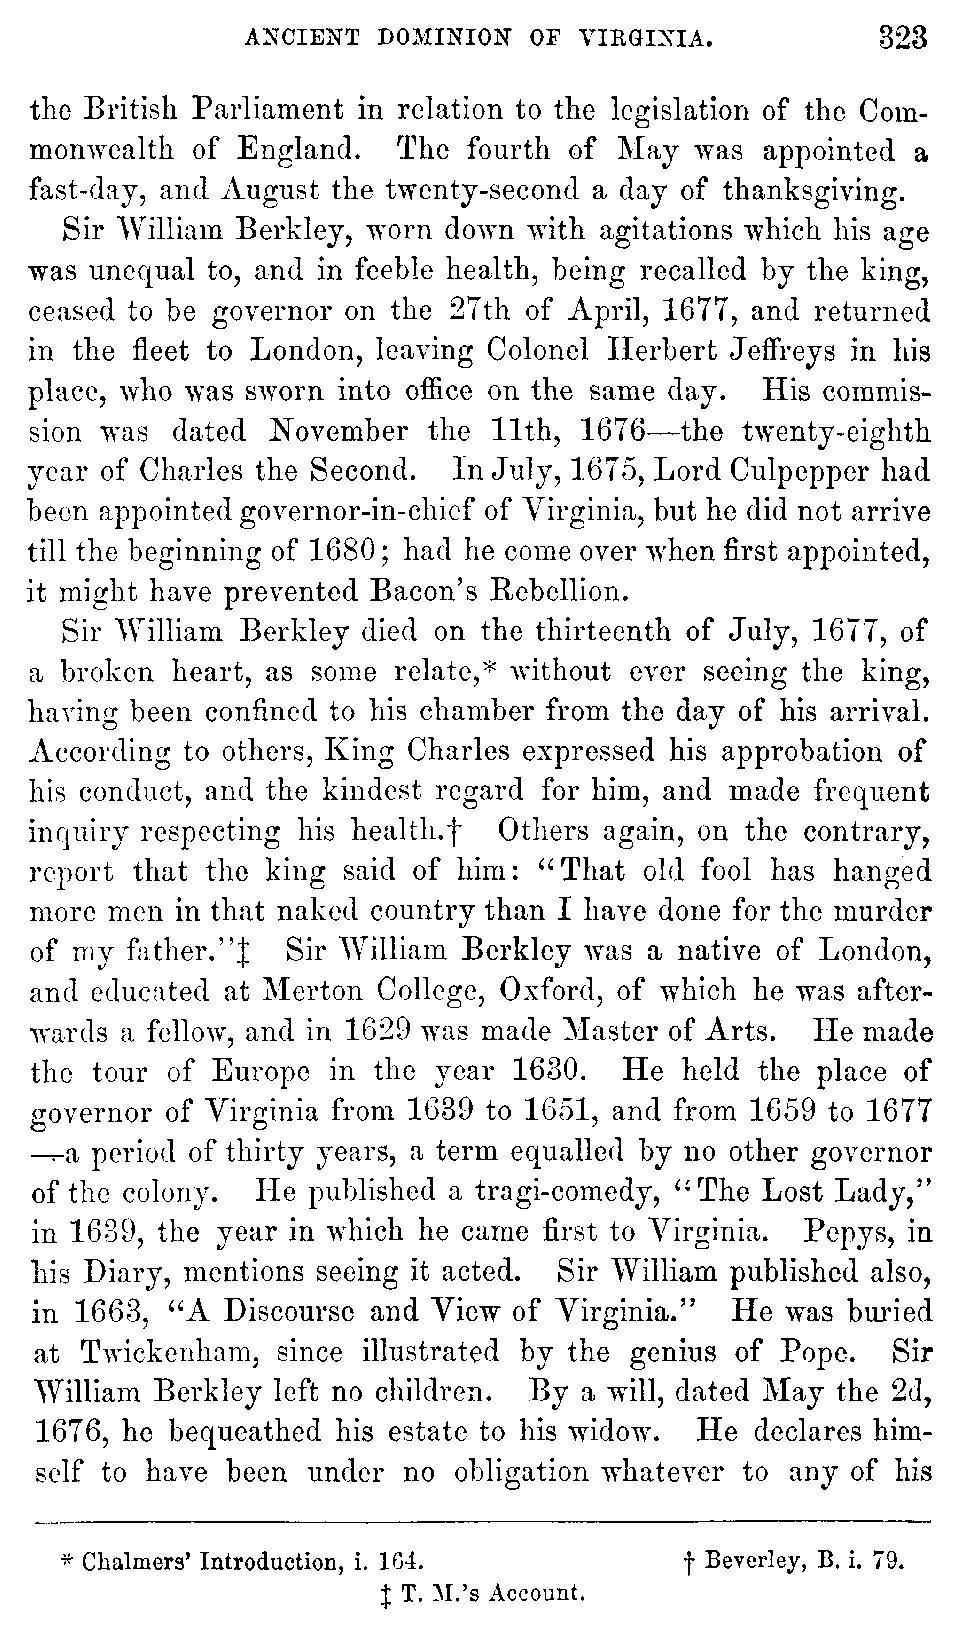 ANCIENT DOMINION OF VIRGINIA. 323
the British Parliament in relation to the legislation of the Com-
monwealth of England. The fourth of May was appointed a
fast-day, and August the twenty-second a day of thanksgiving.
Sir William Berkley, worn down with agitations which his age
was unequal to, and in feeble health, being recalled by the king,
ceased to be governor on the 27th of April, 1677, and returned
in the fleet to London, leaving Colonel Herbert Jeffreys in his
place, who was sworn into office on the same day. His commis-
sion was dated November the 11th, 1676—the twenty-eighth
year of Charles the Second. In July, 1675, Lord Culpepper had
been appointed governor-in-chief of Virginia, but he did not arrive
till the beginning of 1680; had he come over when first appointed,
it might have prevented Bacon's Rebellion.
Sir William Berkley died on the thirteenth of July, 1677, of
a broken heart, as some relate,* without ever seeing the king,
having been confined to his chamber from the day of his arrival.
According to others, King Charles expressed his approbation of
his conduct, and the kindest regard for him, and made frequent
inquiry respecting his health.† Others again, on the contrary,
report that the king said of him: "That old fool has hanged
more men in that naked country than I have done for the murder
of my father."‡ Sir William Berkley was a native of London,
and educated at Merton College, Oxford, of which he was after-
wards a fellow, and in 1629 was made Master of Arts. He made
the tour of Europe in the year 1630. He held the place of
governor of Virginia from 1639 to 1651, and from 1659 to 1677
—a period of thirty years, a term equalled by no other governor
of the colony. He published a tragi-comedy, "The Lost Lady,"
in 1639, the year in which he came first to Virginia. Pepys, in
his Diary, mentions seeing it acted. Sir William published also,
in 1663, "A Discourse and View of Virginia." He was buried
at Twickenham, since illustrated by the genius of Pope. Sir
William Berkley left no children. By a will, dated May the 2d,
1676, he bequeathed his estate to his widow. He declares him-
self to have been under no obligation whatever to any of his
* Chalmers' Introduction, i. 164. † Beverley, B. i. 79.
‡ T. M.'s Account.